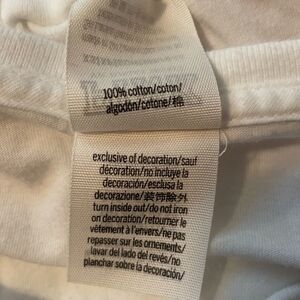 100% cotton/coton/
algodón/cotone/棉
exclusive of decoration/sauf
décoration/no incluye la
decoración/esclusa la
decorazione/装饰除外
turn inside out/do not iron
on decoration/retourner le
vêtement à l'envers/ne pas
repasser sur les ornements/
lavar del lado del revés/no
planchar sobre la decoración/